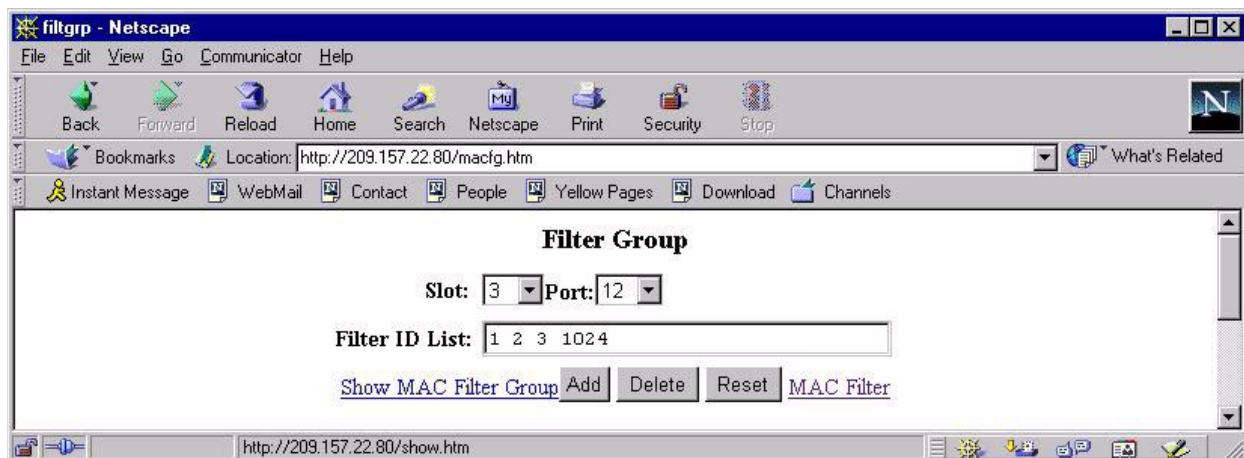 filtgrp - Netscape
File Edit View Go Communicator Help
Back Forward Reload Home Search Netscape Print Security Stop
My
N
Bookmarks Location: http://209.157.22.80/macfg.htm What's Related
Instant Message WebMail Contact People Yellow Pages Download Channels
Filter Group
Slot: 3 Port: 12
Filter ID List: 1 2 3 1024
Show MAC Filter Group Add Delete Reset MAC Filter
http://209.157.22.80/show.htm